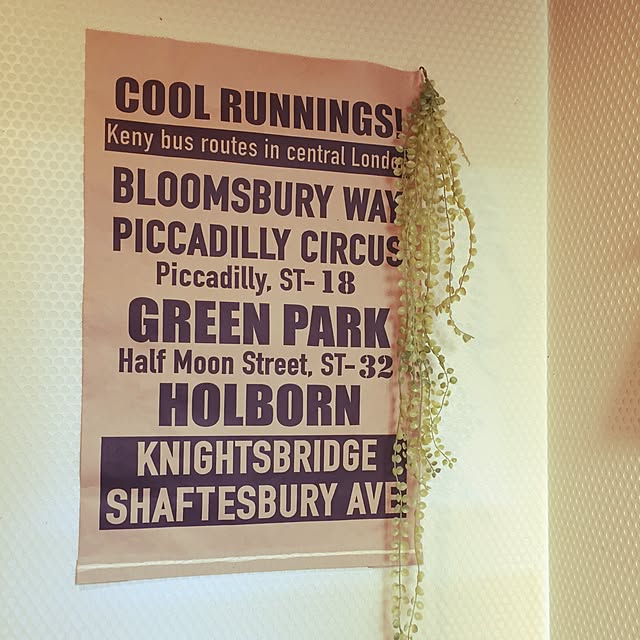 COOL RUNNINGS!
Keny bus routes in central Londo
BLOOMSBURY WAY
PICCADILLY CIRCUS
Piccadilly, ST-18
GREEN PARK
Half Moon Street, ST-32
HOLBORN
KNIGHTSBRIDGE
SHAFTESBURY AVE